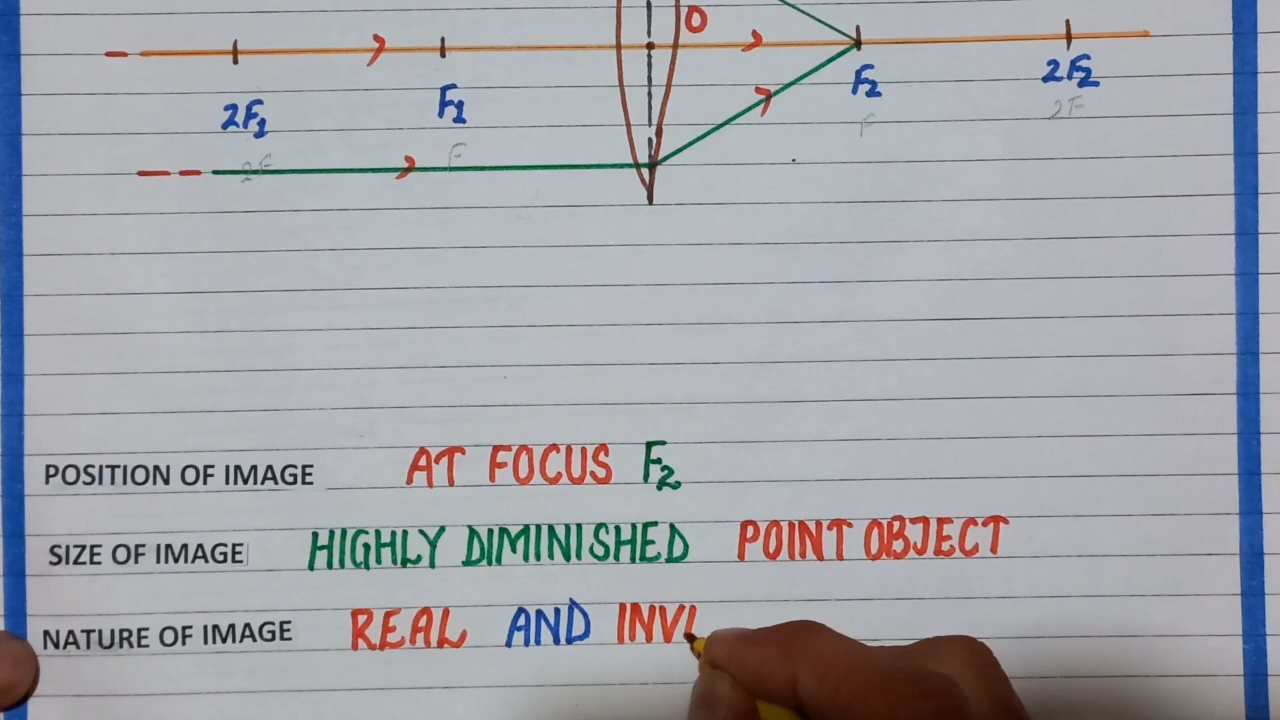 O
2F1 F1 F2 2F2
2F F F 2F
POSITION OF IMAGE AT FOCUS F2
SIZE OF IMAGE HIGHLY DIMINISHED POINT OBJECT
NATURE OF IMAGE REAL AND INVI